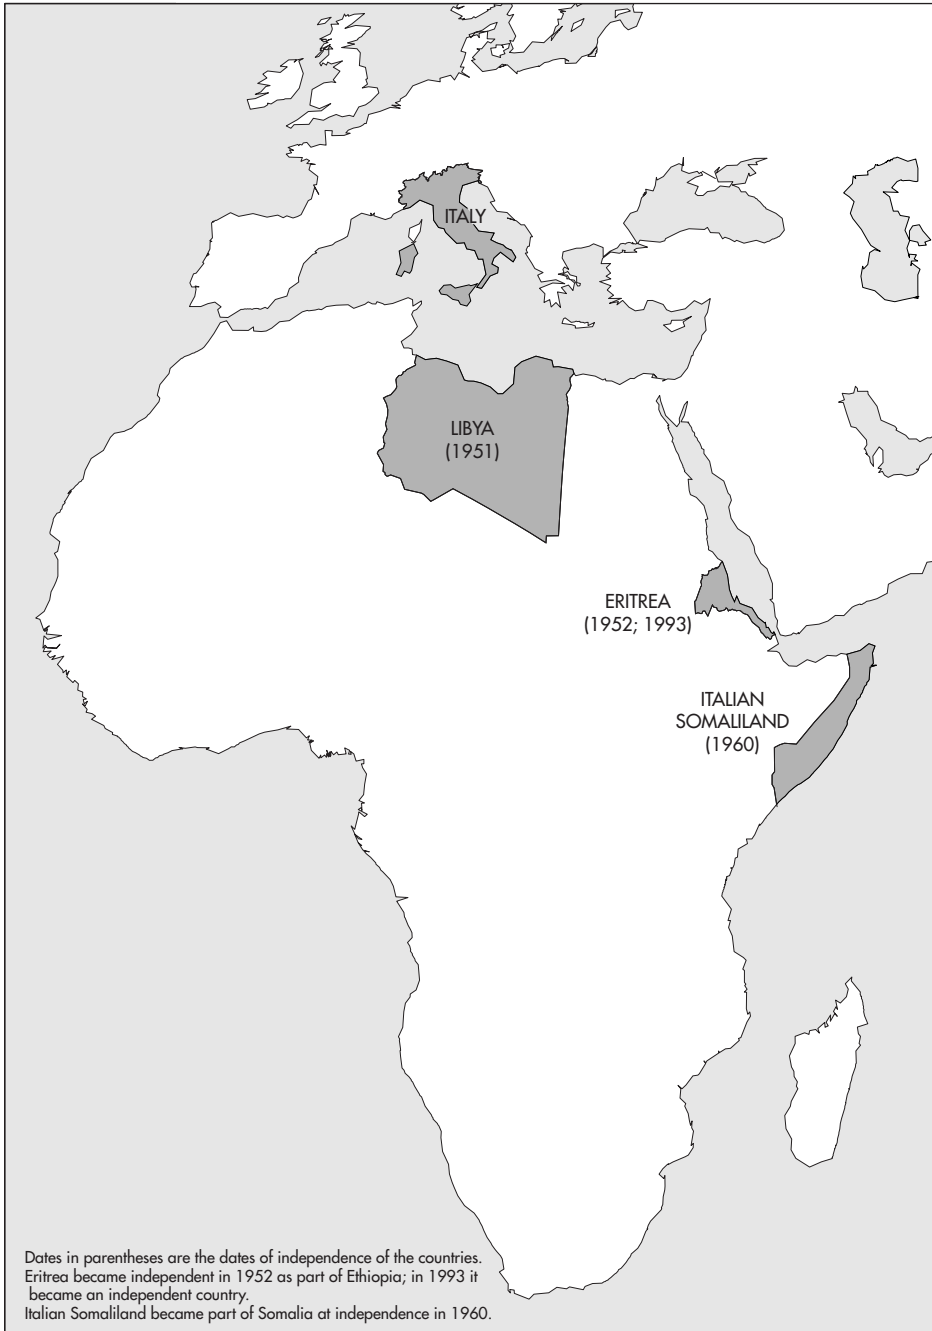 ITALY
LIBYA
(1951)
ERITREA
(1952; 1993)
ITALIAN
SOMALILAND
(1960)
Dates in parentheses are the dates of independence of the countries.
Eritrea became independent in 1952 as part of Ethiopia; in 1993 it
became an independent country.
Italian Somaliland became part of Somalia at independence in 1960.